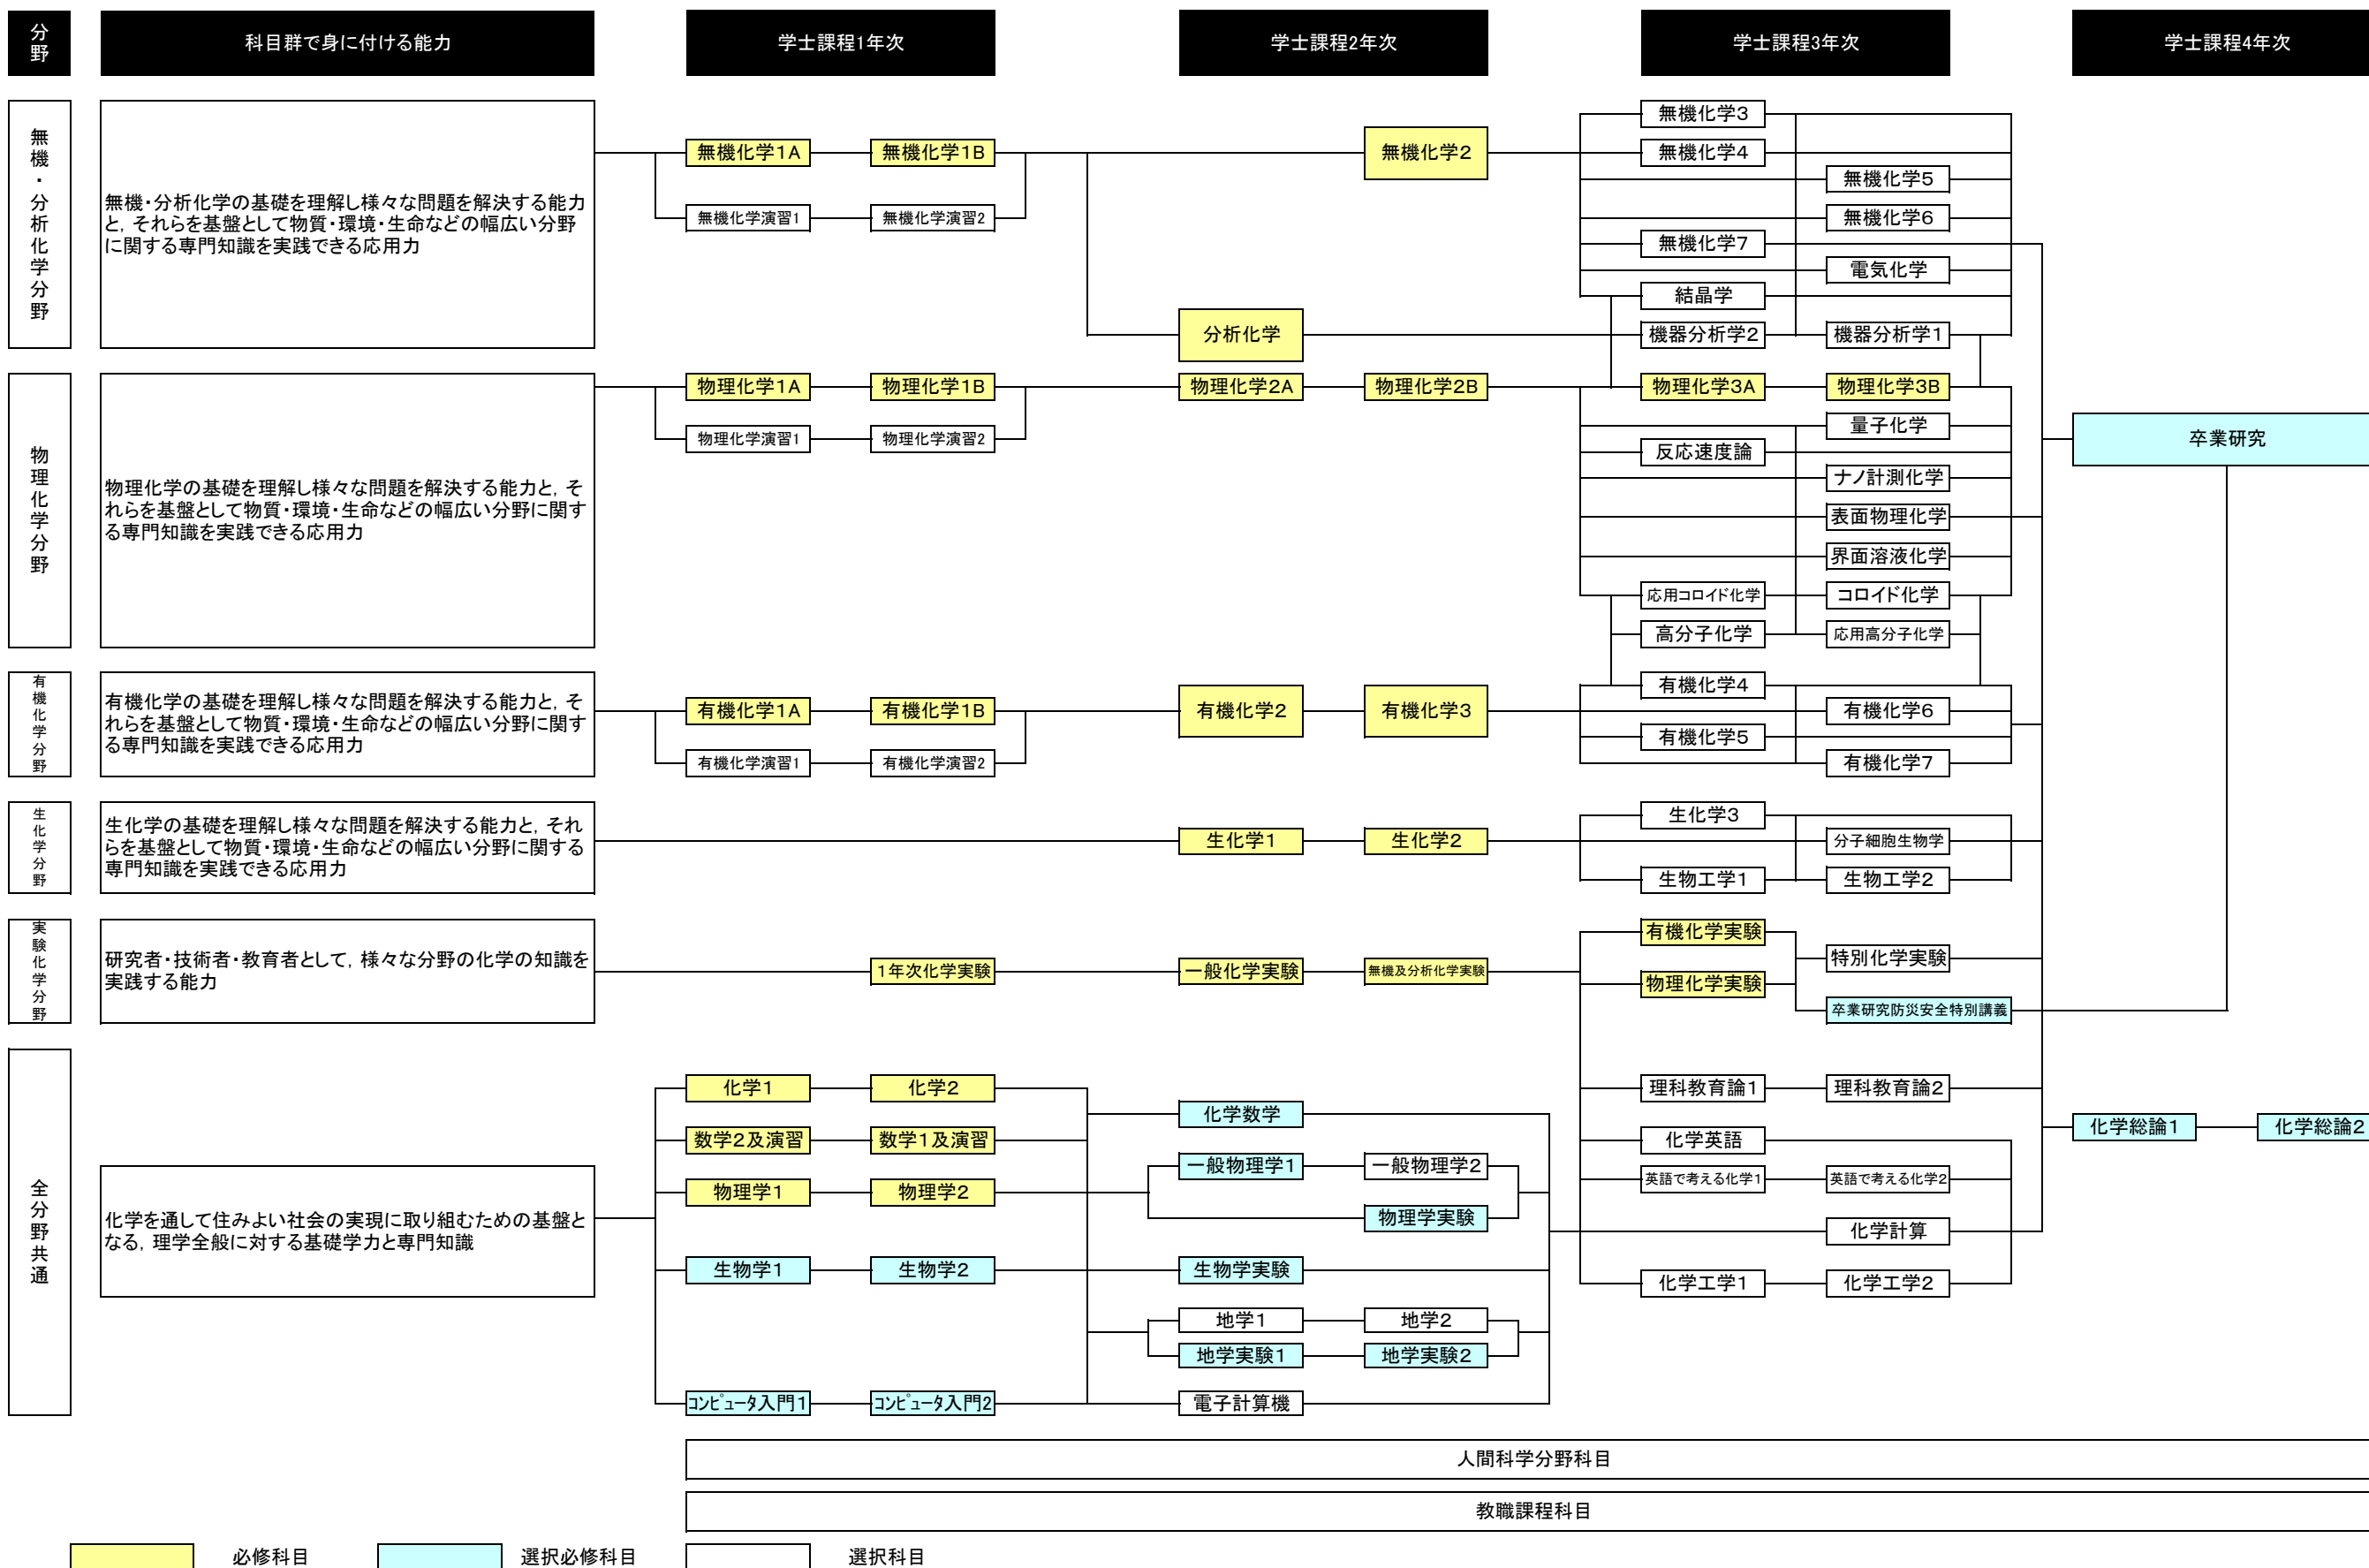 分野
科目群で身に付ける能力
学士課程1年次
学士課程2年次
学士課程3年次
学士課程4年次
無機・分析化学分野
無機・分析化学の基礎を理解し様々な問題を解決する能力
と，それらを基盤として物質・環境・生命などの幅広い分野
に関する専門知識を実践できる応用力
無機化学1A
無機化学1B
無機化学演習1
無機化学演習2
無機化学2
分析化学
無機化学3
無機化学4
無機化学5
無機化学6
無機化学7
電気化学
結晶学
機器分析学2
機器分析学1
物理化学分野
物理化学の基礎を理解し様々な問題を解決する能力と，そ
れらを基盤として物質・環境・生命などの幅広い分野に関す
る専門知識を実践できる応用力
物理化学1A
物理化学1B
物理化学演習1
物理化学演習2
物理化学2A
物理化学2B
物理化学3A
物理化学3B
量子化学
反応速度論
ナノ計測化学
表面物理化学
界面溶液化学
応用コロイド化学
コロイド化学
高分子化学
応用高分子化学
卒業研究
有機化学分野
有機化学の基礎を理解し様々な問題を解決する能力と，そ
れらを基盤として物質・環境・生命などの幅広い分野に関す
る専門知識を実践できる応用力
有機化学1A
有機化学1B
有機化学演習1
有機化学演習2
有機化学2
有機化学3
有機化学4
有機化学6
有機化学5
有機化学7
生化学分野
生化学の基礎を理解し様々な問題を解決する能力と，それ
らを基盤として物質・環境・生命などの幅広い分野に関する
専門知識を実践できる応用力
生化学1
生化学2
生化学3
分子細胞生物学
生物工学1
生物工学2
実験化学分野
研究者・技術者・教育者として，様々な分野の化学の知識を
実践する能力
1年次化学実験
一般化学実験
無機及分析化学実験
有機化学実験
物理化学実験
特別化学実験
卒業研究防災安全特別講義
全分野共通
化学を通して住みよい社会の実現に取り組むための基盤と
なる，理学全般に対する基礎学力と専門知識
化学1
化学2
数学2及演習
数学1及演習
物理学1
物理学2
生物学1
生物学2
コンピュータ入門1
コンピュータ入門2
化学数学
一般物理学1
一般物理学2
物理学実験
生物学実験
地学1
地学2
地学実験1
地学実験2
電子計算機
理科教育論1
理科教育論2
化学英語
英語で考える化学1
英語で考える化学2
化学計算
化学工学1
化学工学2
化学総論1
化学総論2
人間科学分野科目
教職課程科目
必修科目
選択必修科目
選択科目